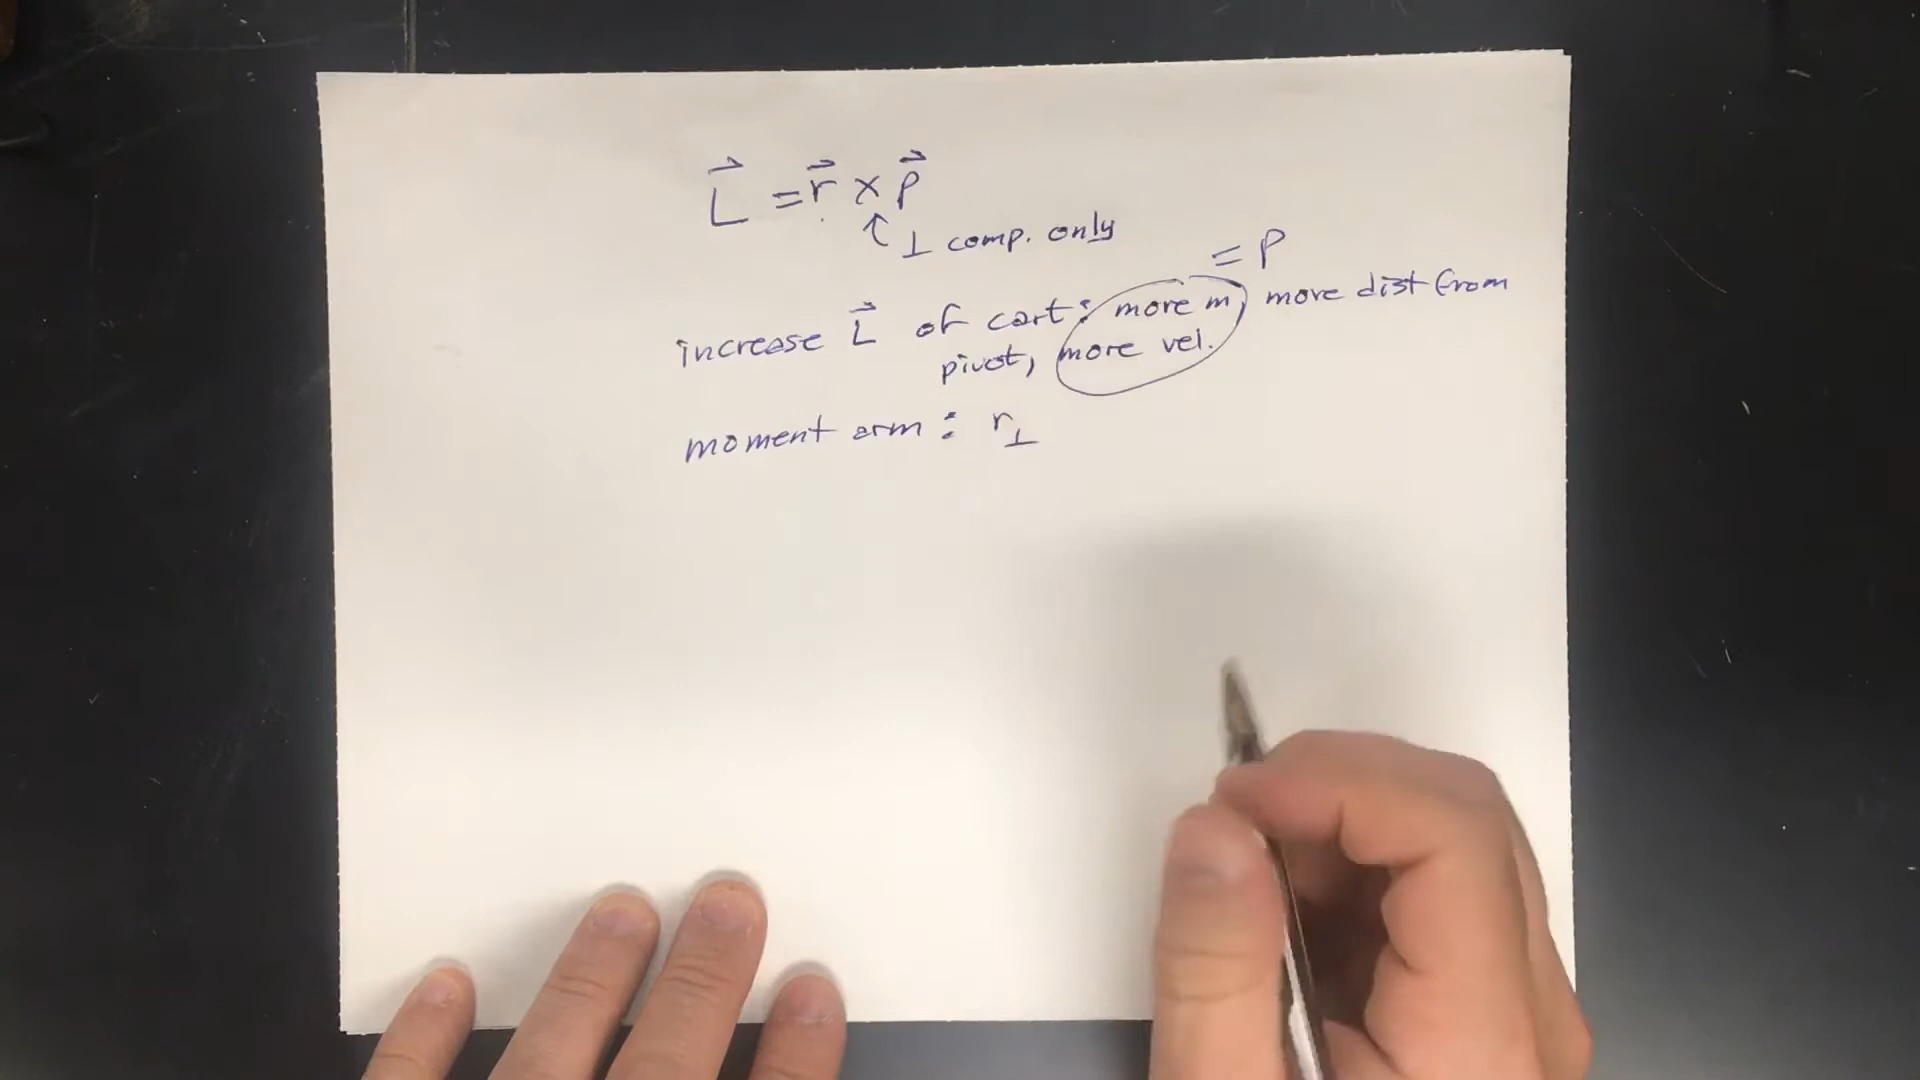 L⃗ = r⃗ × p⃗
↑ ⊥ comp. only
= P
increase L⃗ of cart: more m, more dist from
pivot, more vel.
moment arm: r⊥